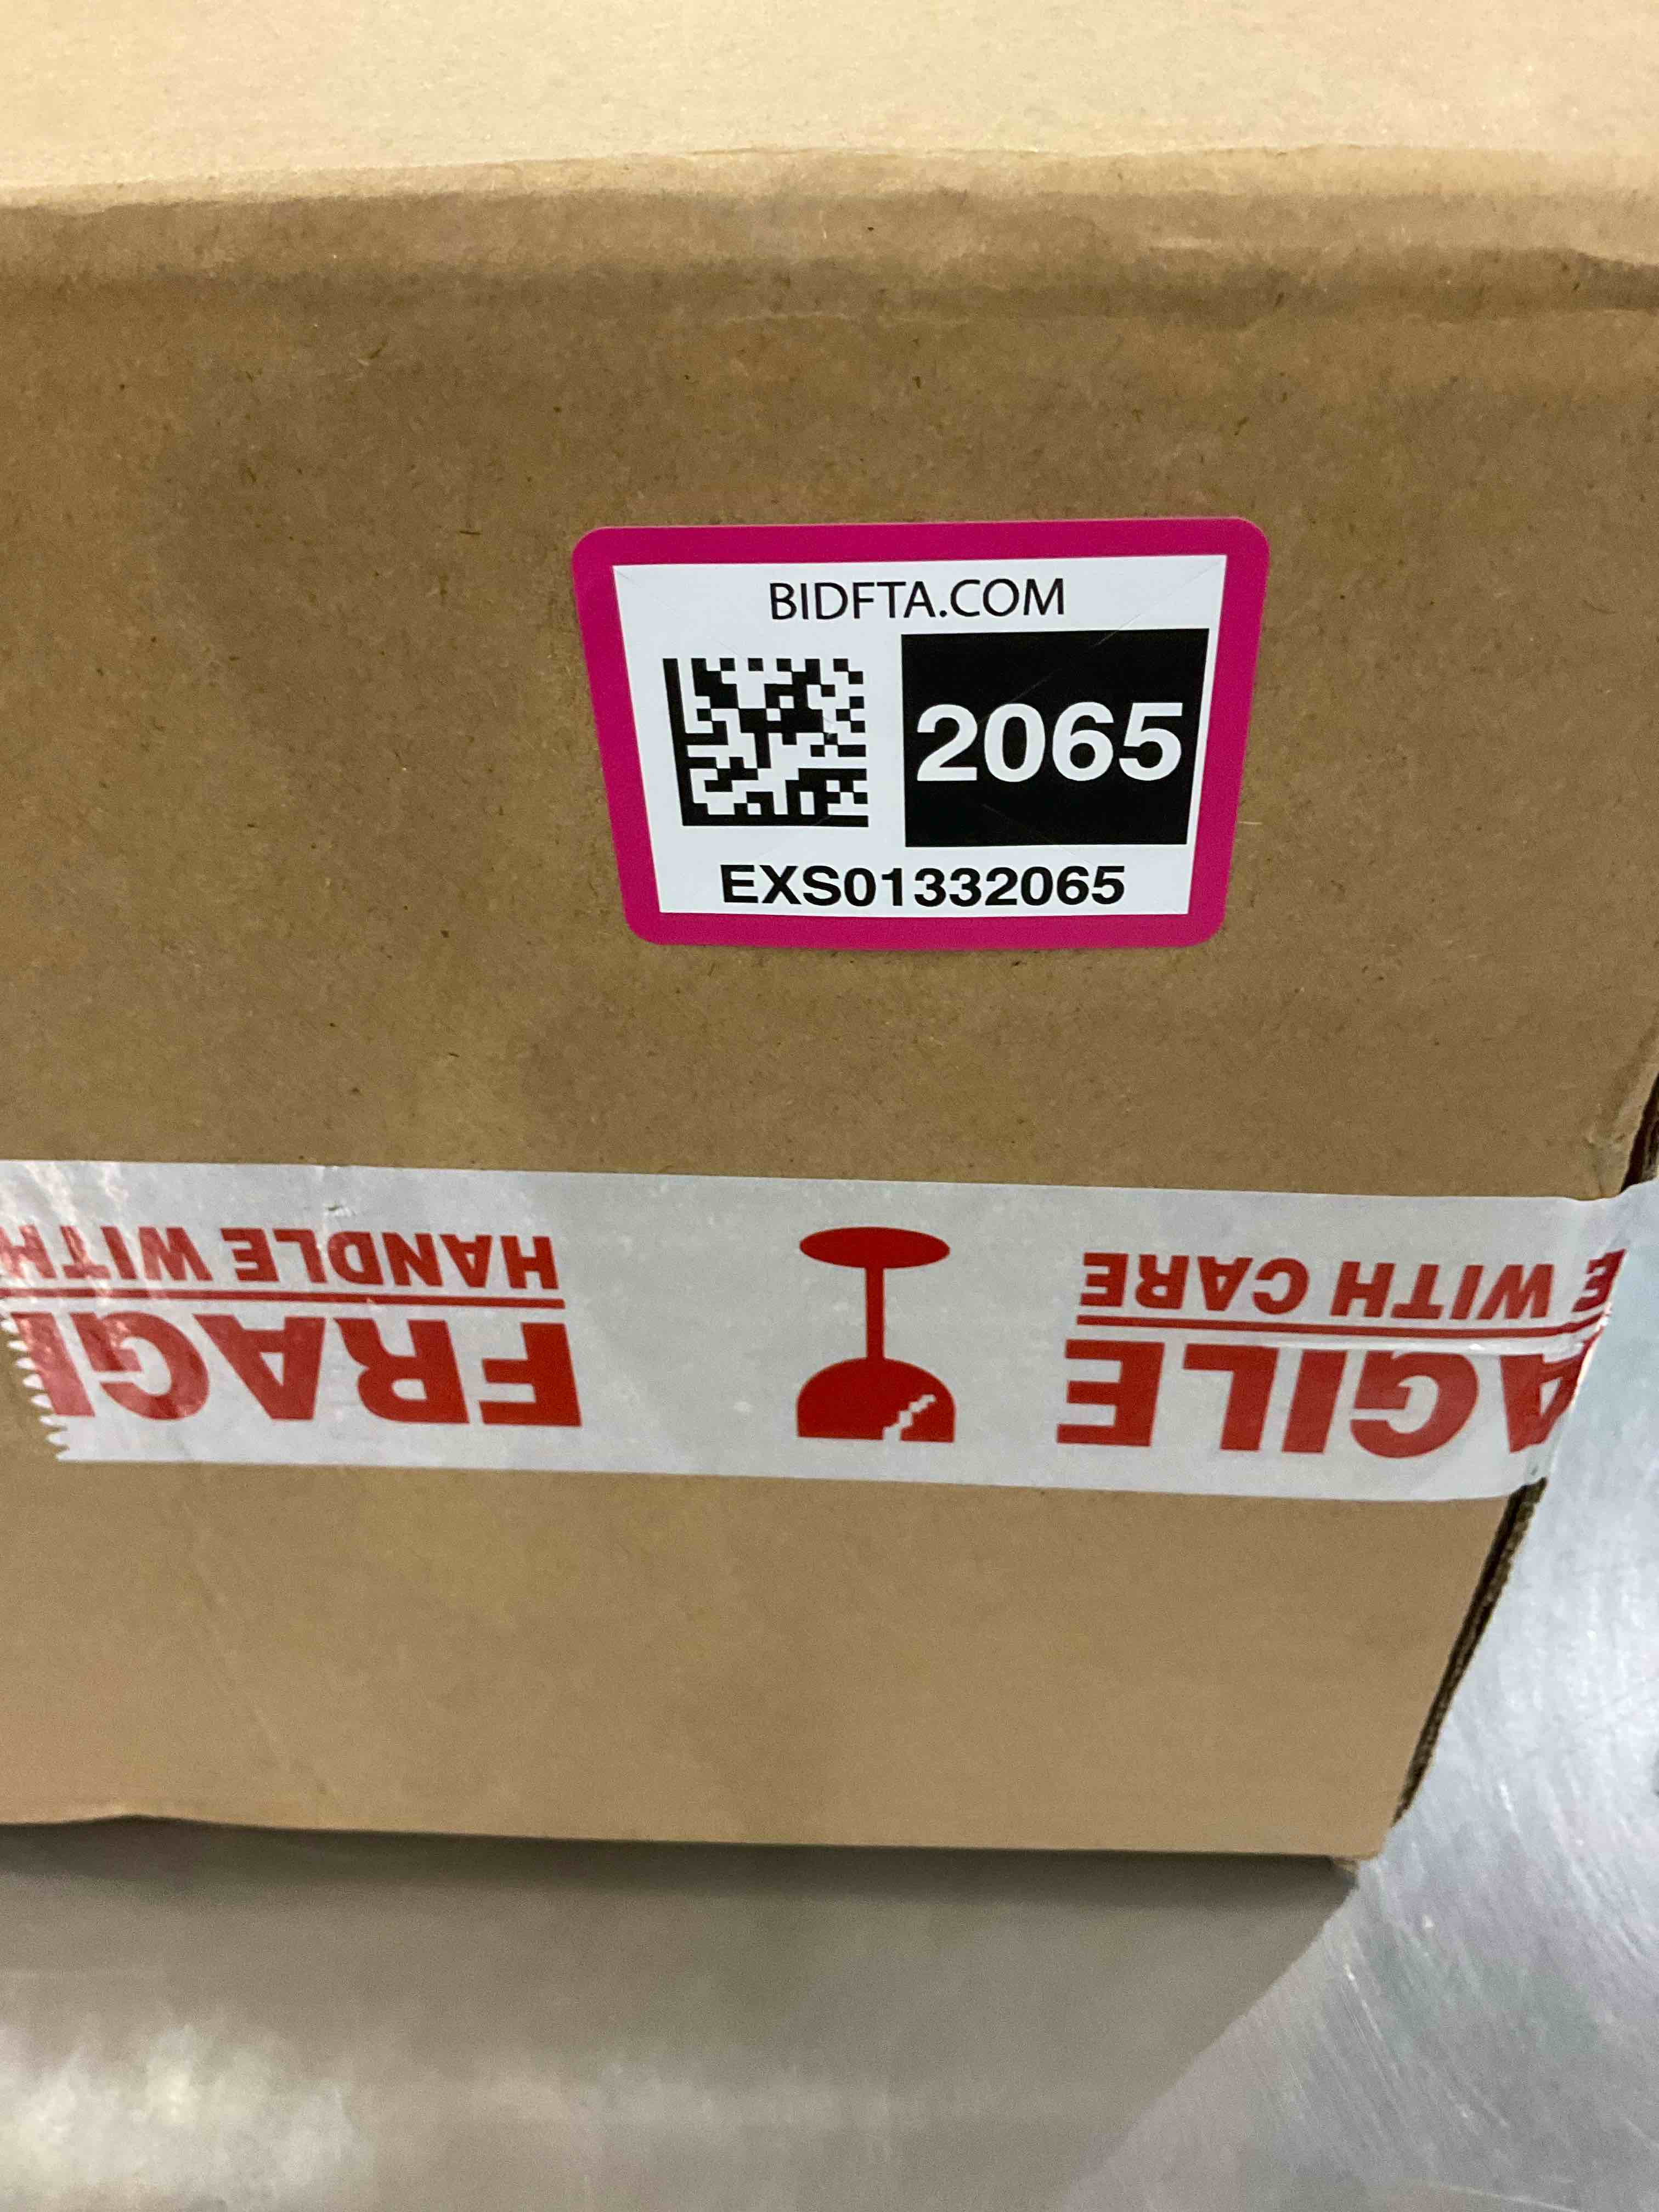 BIDFTA.COM
2065
EXS01332065
HANDLE WITH
FRAGI
E WITH CARE
AGILE